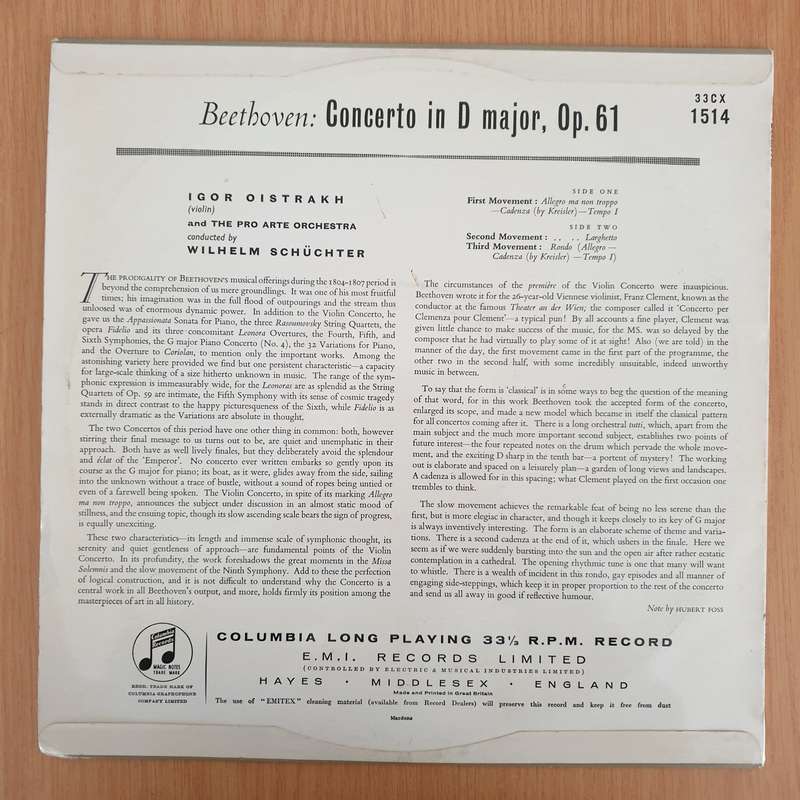 Beethoven: Concerto in D major, Op. 61
33CX
1514
IGOR OISTRAKH
(violin)
and THE PRO ARTE ORCHESTRA
conducted by
WILHELM SCHÜCHTER
SIDE ONE
First Movement : Allegro ma non troppo
—Cadenza (by Kreisler)—Tempo I
SIDE TWO
Second Movement : .. .. Larghetto
Third Movement : Rondo (Allegro —
Cadenza (by Kreisler) —Tempo I)
THE PRODIGALITY OF BEETHOVEN'S musical offerings during the 1804-1807 period is
beyond the comprehension of us mere groundlings. It was one of his most fruitful
times; his imagination was in the full flood of outpourings and the stream thus
unloosed was of enormous dynamic power. In addition to the Violin Concerto, he
gave us the Appassionata Sonata for Piano, the three Rasoumovsky String Quartets, the
opera Fidelio and its three concomitant Leonora Overtures, the Fourth, Fifth, and
Sixth Symphonies, the G major Piano Concerto (No. 4), the 32 Variations for Piano,
and the Overture to Coriolan, to mention only the important works. Among the
astonishing variety here provided we find but one persistent characteristic—a capacity
for large-scale thinking of a size hitherto unknown in music. The range of the sym-
phonic expression is immeasurably wide, for the Leonoras are as splendid as the String
Quartets of Op. 59 are intimate, the Fifth Symphony with its sense of cosmic tragedy
stands in direct contrast to the happy picturesqueness of the Sixth, while Fidelio is as
externally dramatic as the Variations are absolute in thought.
The two Concertos of this period have one other thing in common: both, however
stirring their final message to us turns out to be, are quiet and unemphatic in their
approach. Both have as well lively finales, but they deliberately avoid the splendour
and éclat of the 'Emperor'. No concerto ever written embarks so gently upon its
course as the G major for piano; its boat, as it were, glides away from the side, sailing
into the unknown without a trace of bustle, without a sound of ropes being untied or
even of a farewell being spoken. The Violin Concerto, in spite of its marking Allegro
ma non troppo, announces the subject under discussion in an almost static mood of
stillness, and the ensuing topic, though its slow ascending scale bears the sign of progress,
is equally unexciting.
These two characteristics—its length and immense scale of symphonic thought, its
serenity and quiet gentleness of approach—are fundamental points of the Violin
Concerto. In its profundity, the work foreshadows the great moments in the Missa
Solemnis and the slow movement of the Ninth Symphony. Add to these the perfection
of logical construction, and it is not difficult to understand why the Concerto is a
central work in all Beethoven's output, and more, holds firmly its position among the
masterpieces of art in all history.
The circumstances of the première of the Violin Concerto were inauspicious.
Beethoven wrote it for the 26-year-old Viennese violinist, Franz Clement, known as the
conductor at the famous Theater an der Wien; the composer called it 'Concerto per
Clemenza pour Clement'—a typical pun! By all accounts a fine player, Clement was
given little chance to make success of the music, for the MS. was so delayed by the
composer that he had virtually to play some of it at sight! Also (we are told) in the
manner of the day, the first movement came in the first part of the programme, the
other two in the second half, with some incredibly unsuitable, indeed unworthy
music in between.
To say that the form is 'classical' is in some ways to beg the question of the meaning
of that word, for in this work Beethoven took the accepted form of the concerto,
enlarged its scope, and made a new model which became in itself the classical pattern
for all concertos coming after it. There is a long orchestral tutti, which, apart from the
main subject and the much more important second subject, establishes two points of
future interest—the four repeated notes on the drum which pervade the whole move-
ment, and the exciting D sharp in the tenth bar—a portent of mystery! The working
out is elaborate and spaced on a leisurely plan—a garden of long views and landscapes.
A cadenza is allowed for in this spacing; what Clement played on the first occasion one
trembles to think.
The slow movement achieves the remarkable feat of being no less serene than the
first, but is more elegiac in character, and though it keeps closely to its key of G major
is always inventively interesting. The form is an elaborate scheme of theme and varia-
tions. There is a second cadenza at the end of it, which ushers in the finale. Here we
seem as if we were suddenly bursting into the sun and the open air after rather ecstatic
contemplation in a cathedral. The opening rhythmic tune is one that many will want
to whistle. There is a wealth of incident in this rondo, gay episodes and all manner of
engaging side-steppings, which keep it in proper proportion to the rest of the concerto
and send us all away in good if reflective humour.
Note by HUBERT FOSS
Columbia
Records
MAGIC NOTES
TRADE MARK
REGD. TRADE MARK OF
COLUMBIA GRAPHOPHONE
COMPANY LIMITED
COLUMBIA LONG PLAYING 33⅓ R.P.M. RECORD
E.M.I. RECORDS LIMITED
(CONTROLLED BY ELECTRIC & MUSICAL INDUSTRIES LIMITED)
HAYES · MIDDLESEX · ENGLAND
Made and Printed in Great Britain
The use of "EMITEX" cleaning material (available from Record Dealers) will preserve this record and keep it free from dust
Mardons